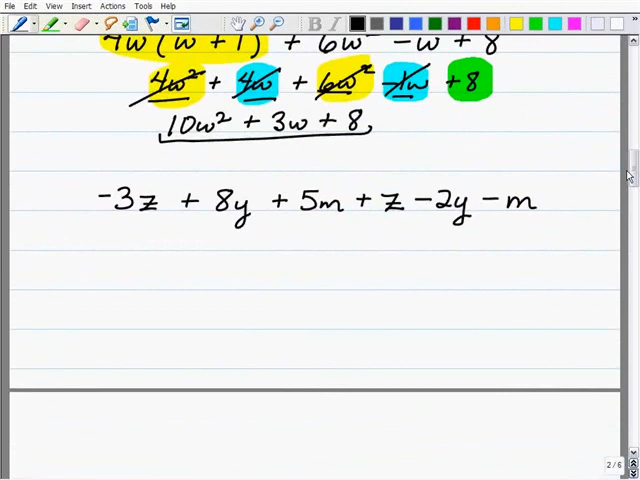 File Edit View Insert Actions Tools Help
B I
4w (w + 1) + 6w² - w + 8
4w² + 4w + 6w² - 1w + 8
10w² + 3w + 8
-3z + 8y + 5m + z - 2y - m
2/6